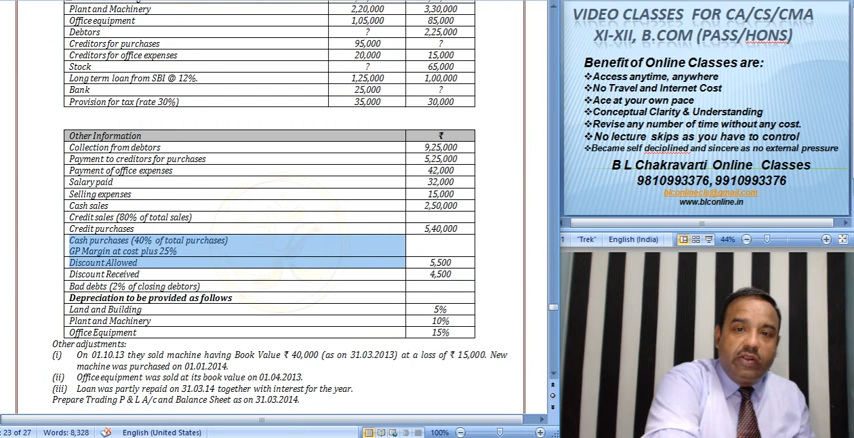 Plant and Machinery 2,20,000 3,30,000
Office equipment 1,05,000 85,000
Debtors ? 2,25,000
Creditors for purchases 95,000 ?
Creditors for office expenses 20,000 15,000
Stock ? 65,000
Long term loan from SBI @ 12%. 1,25,000 1,00,000
Bank 25,000 ?
Provision for tax (rate 30%) 35,000 30,000
Other Information ₹
Collection from debtors 9,25,000
Payment to creditors for purchases 5,25,000
Payment of office expenses 42,000
Salary paid 32,000
Selling expenses 15,000
Cash sales 2,50,000
Credit sales (80% of total sales)
Credit purchases 5,40,000
Cash purchases (40% of total purchases)
GP Margin at cost plus 25%
Discount Allowed 5,500
Discount Received 4,500
Bad debts (2% of closing debtors)
Depreciation to be provided as follows
Land and Building 5%
Plant and Machinery 10%
Office Equipment 15%
Other adjustments:
(i) On 01.10.13 they sold machine having Book Value ₹ 40,000 (as on 31.03.2013) at a loss of ₹ 15,000. New
machine was purchased on 01.01.2014.
(ii) Office equipment was sold at its book value on 01.04.2013.
(iii) Loan was partly repaid on 31.03.14 together with interest for the year.
Prepare Trading P & L A/c and Balance Sheet as on 31.03.2014.
: 23 of 27 Words: 8,328 English (United States) 100%
VIDEO CLASSES FOR CA/CS/CMA
XI-XII, B.COM (PASS/HONS)
Benefit of Online Classes are:
❖Access anytime, anywhere
❖No Travel and Internet Cost
❖Ace at your own pace
❖Conceptual Clarity & Understanding
❖Revise any number of time without any cost.
❖No lecture skips as you have to control
❖Became self deciplined and sincere as no external pressure
B L Chakravarti Online Classes
9810993376, 9910993376
www.blconline.in
1 "Trek" English (India) 44%